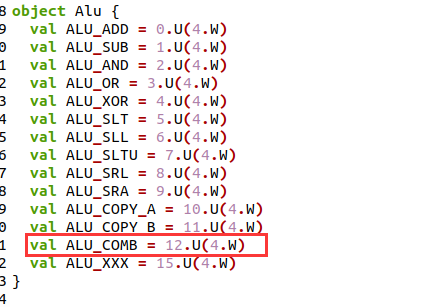 8 object Alu {
9 val ALU_ADD = 0.U(4.W)
0 val ALU_SUB = 1.U(4.W)
1 val ALU_AND = 2.U(4.W)
2 val ALU_OR = 3.U(4.W)
3 val ALU_XOR = 4.U(4.W)
4 val ALU_SLT = 5.U(4.W)
5 val ALU_SLL = 6.U(4.W)
6 val ALU_SLTU = 7.U(4.W)
7 val ALU_SRL = 8.U(4.W)
8 val ALU_SRA = 9.U(4.W)
9 val ALU_COPY_A = 10.U(4.W)
0 val ALU_COPY_B = 11.U(4.W)
1 val ALU_COMB = 12.U(4.W)
2 val ALU_XXX = 15.U(4.W)
3 }
4